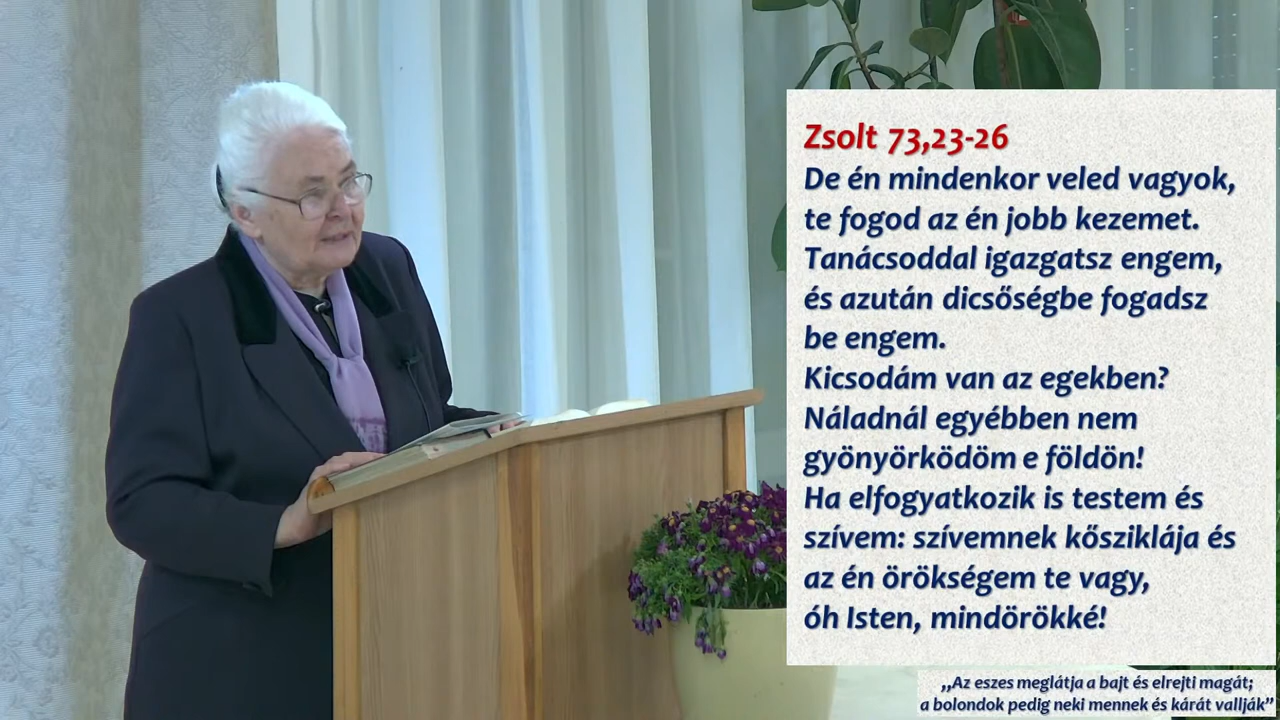 Zsolt 73,23-26
De én mindenkor veled vagyok,
te fogod az én jobb kezemet.
Tanácsoddal igazgatsz engem,
és azután dicsőségbe fogadsz
be engem.
Kicsodám van az egekben?
Náladnál egyébben nem
gyönyörködöm e földön!
Ha elfogyatkozik is testem és
szívem: szívemnek kősziklája és
az én örökségem te vagy,
óh Isten, mindörökké!
„Az eszes meglátja a bajt és elrejti magát;
a bolondok pedig neki mennek és kárát vallják”